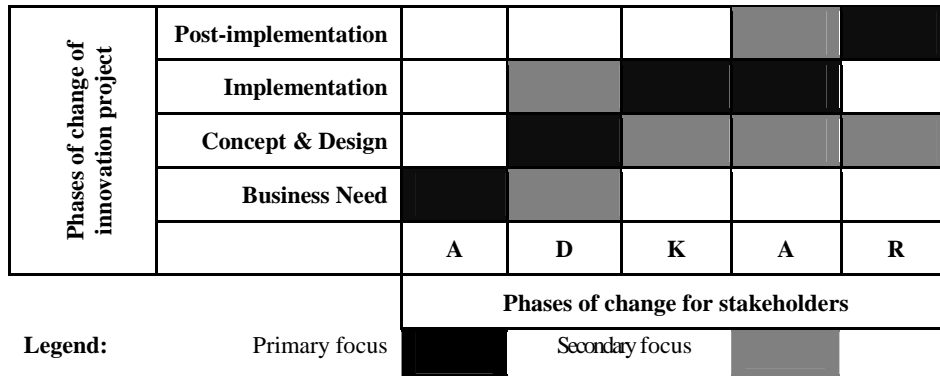 Phases of change of
innovation project
Post-implementation
Implementation
Concept & Design
Business Need
A D K A R
Phases of change for stakeholders
Legend: Primary focus Secondary focus